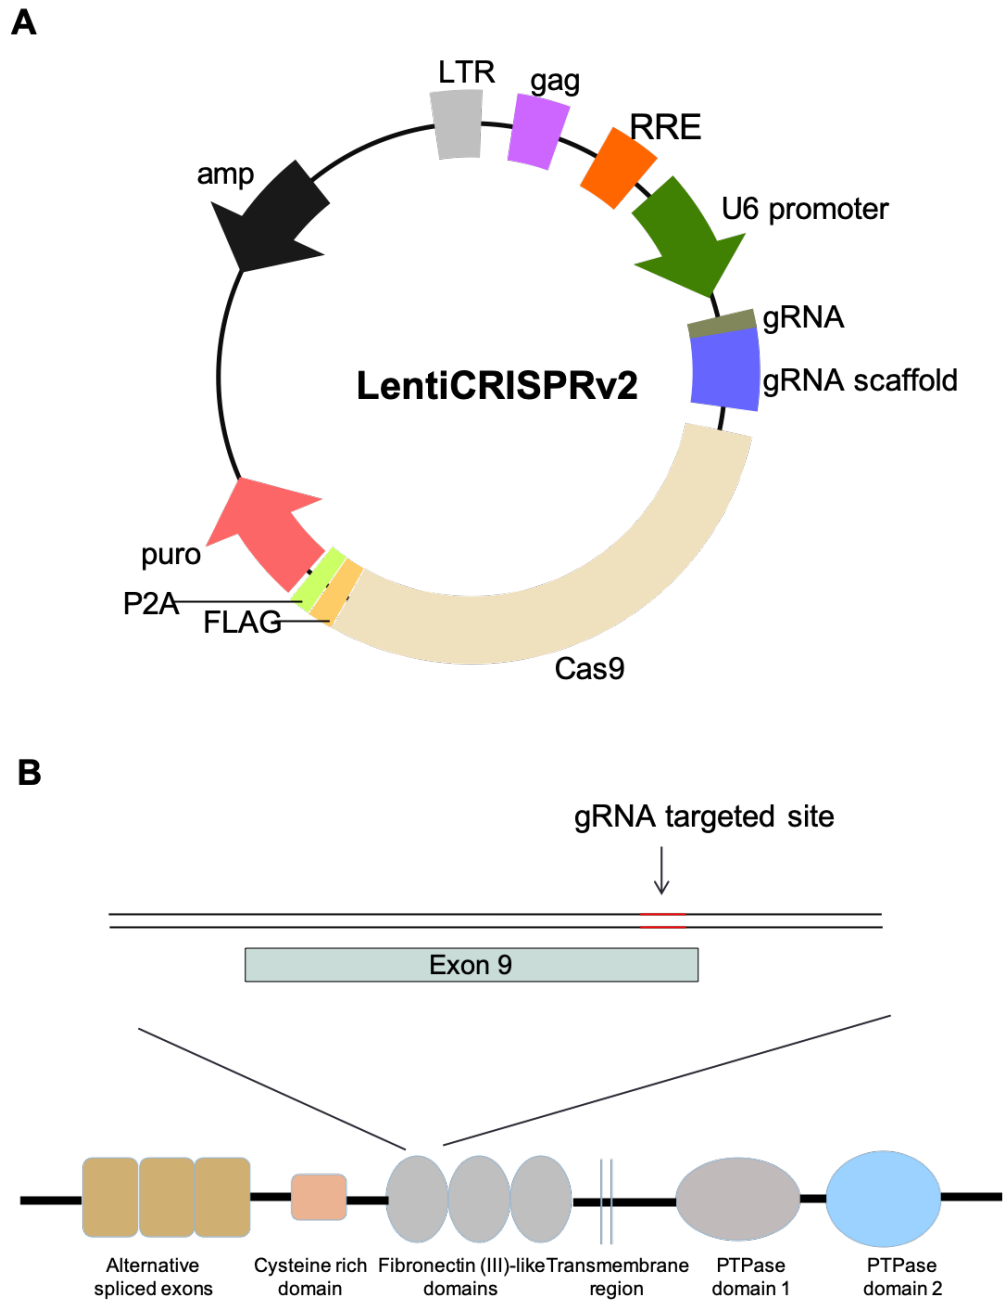 A
LTR
gag
RRE
amp
U6 promoter
gRNA
LentiCRISPRv2
gRNA scaffold
puro
P2A
FLAG
Cas9
B
gRNA targeted site
Exon 9
Alternative
spliced exons
Cysteine rich
domain
Fibronectin (III)-like
domains
Transmembrane
region
PTPase
domain 1
PTPase
domain 2